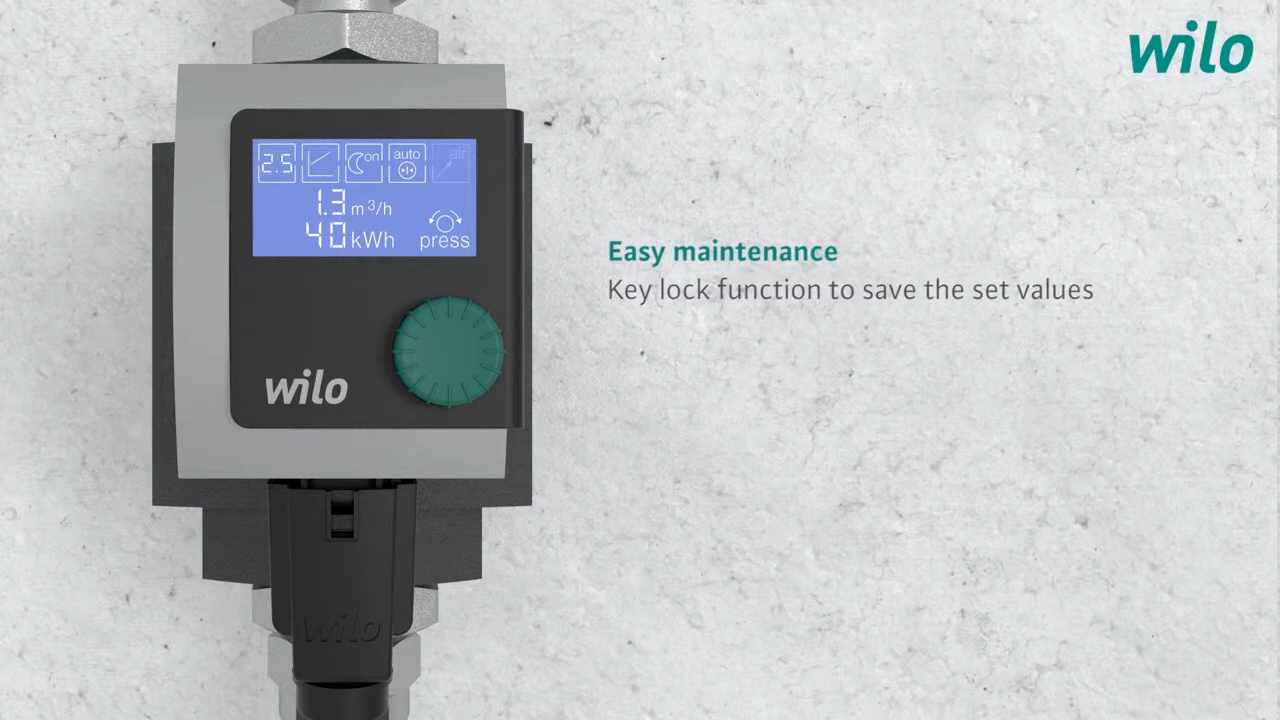 wilo
2.5
on
auto
air
1.3 m³/h
40 kWh
press
wilo
wilo
Easy maintenance
Key lock function to save the set values